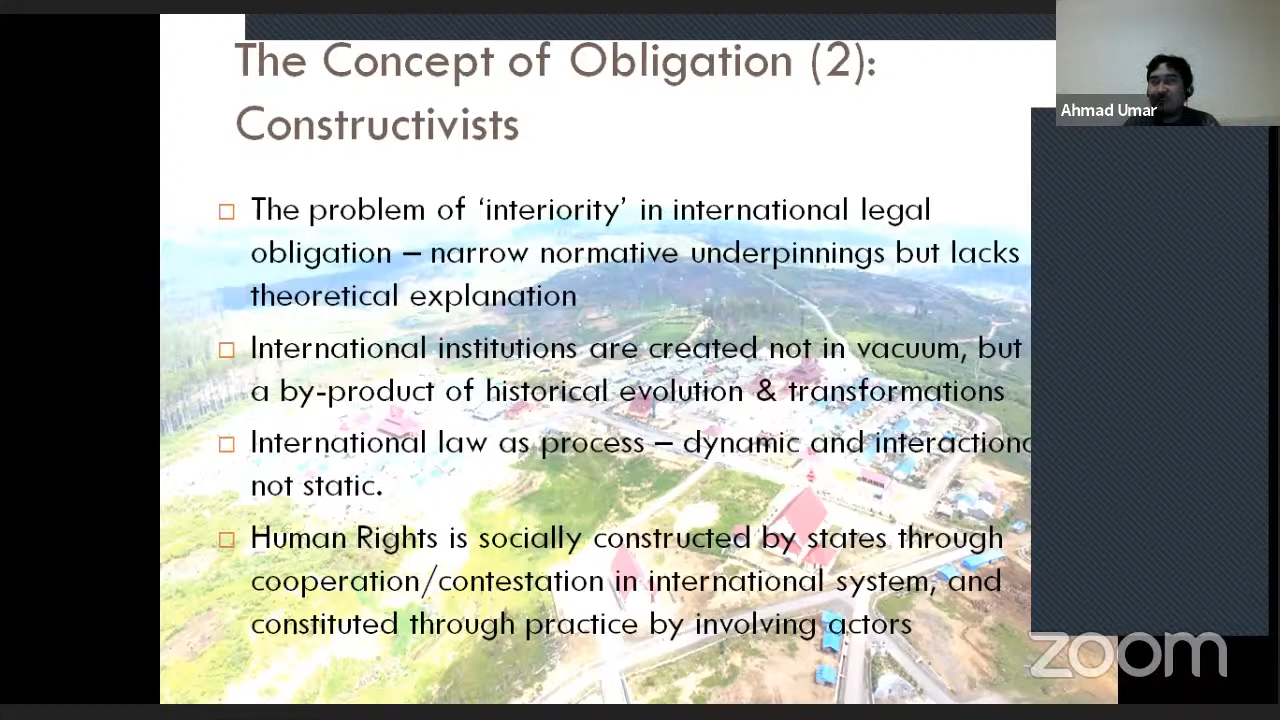 The Concept of Obligation (2):
Constructivists
Ahmad Umar
□ The problem of ‘interiority’ in international legal
obligation – narrow normative underpinnings but lacks
theoretical explanation
□ International institutions are created not in vacuum, but
a by-product of historical evolution & transformations
□ International law as process – dynamic and
not static.
□ Human Rights is socially constructed by states through
cooperation/contestation in international system, and
constituted through practice by involving actors
zoom